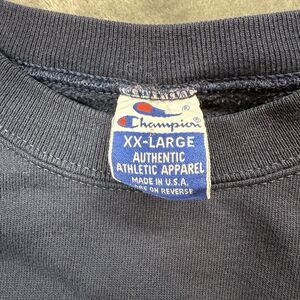 Champion®
XX-LARGE
AUTHENTIC
ATHLETIC APPAREL
MADE IN U.S.A.
ON REVERSE